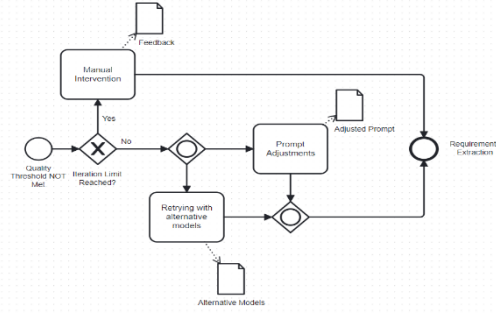 Feedback
Manual
Intervention
Yes
No
Adjusted Prompt
Prompt
Adjustments
Requirement
Extraction
Quality
Threshold NOT
Met
Iteration Limit
Reached?
Retrying with
alternative
models
Alternative Models